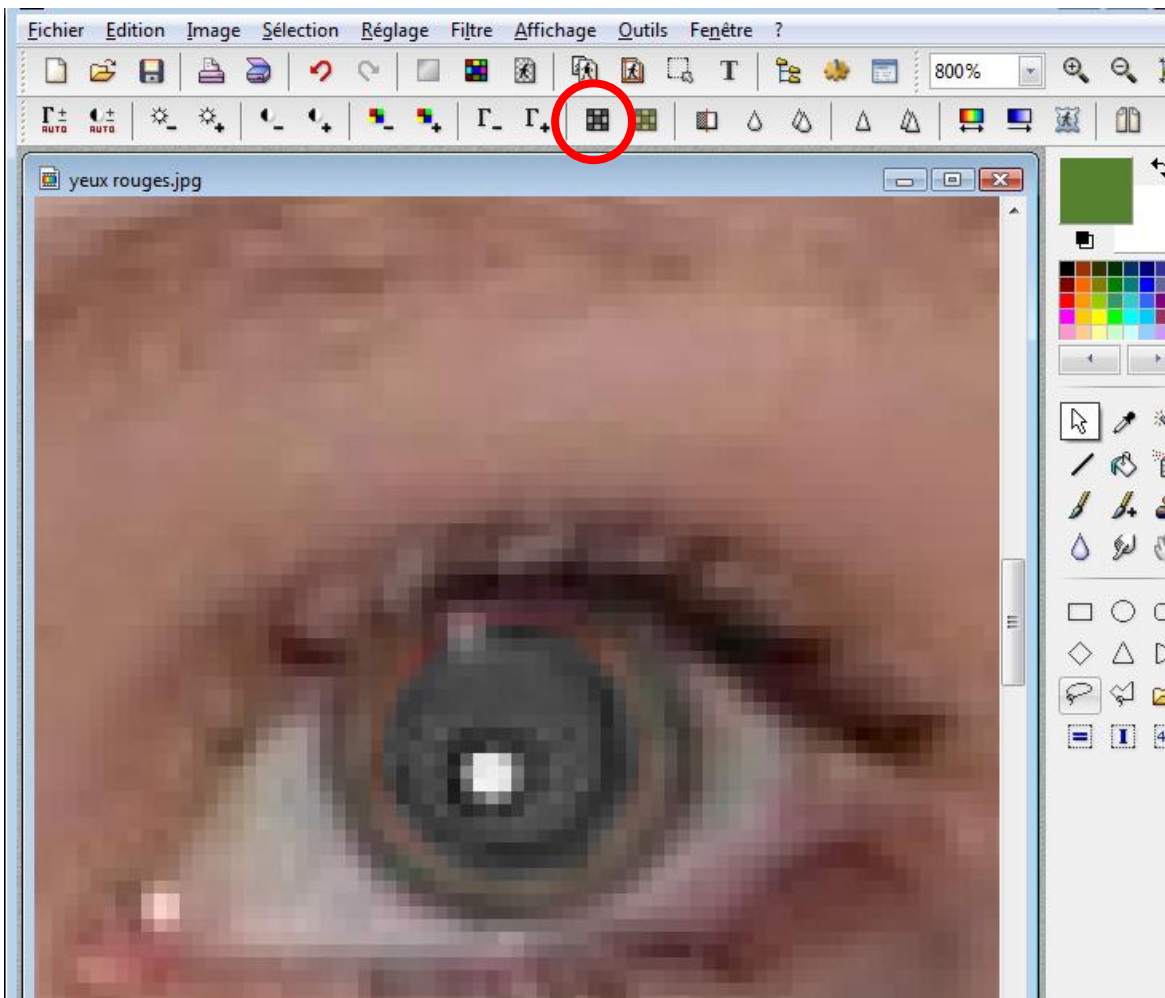 Fichier Edition Image Sélection Réglage Filtre Affichage Outils Fenêtre ?
T 800%
Γ± AUTO ± AUTO Γ- Γ+
yeux rouges.jpg